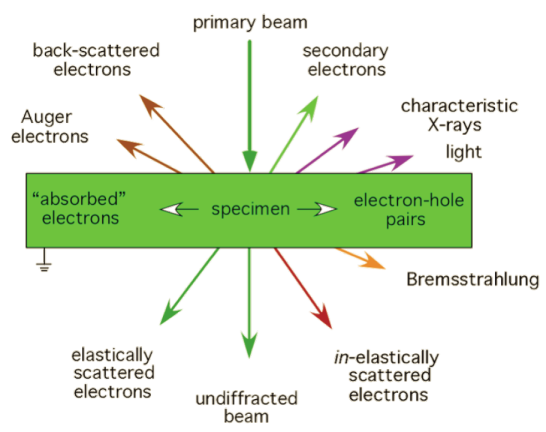 primary beam
back-scattered
electrons
secondary
electrons
Auger
electrons
characteristic
X-rays
light
“absorbed”
electrons
specimen
electron-hole
pairs
Bremsstrahlung
elastically
scattered
electrons
undiffracted
beam
in-elastically
scattered
electrons